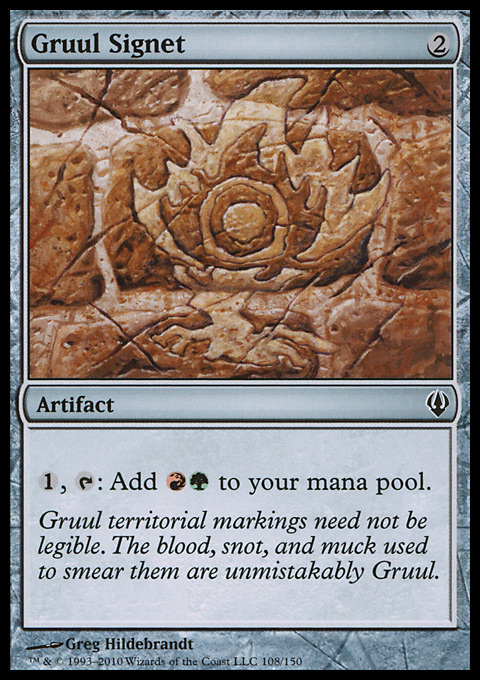 Gruul Signet 2
Artifact
1, : Add to your mana pool.
Gruul territorial markings need not be
legible. The blood, snot, and muck used
to smear them are unmistakably Gruul.
Greg Hildebrandt
™ & © 1993–2010 Wizards of the Coast LLC 108/150